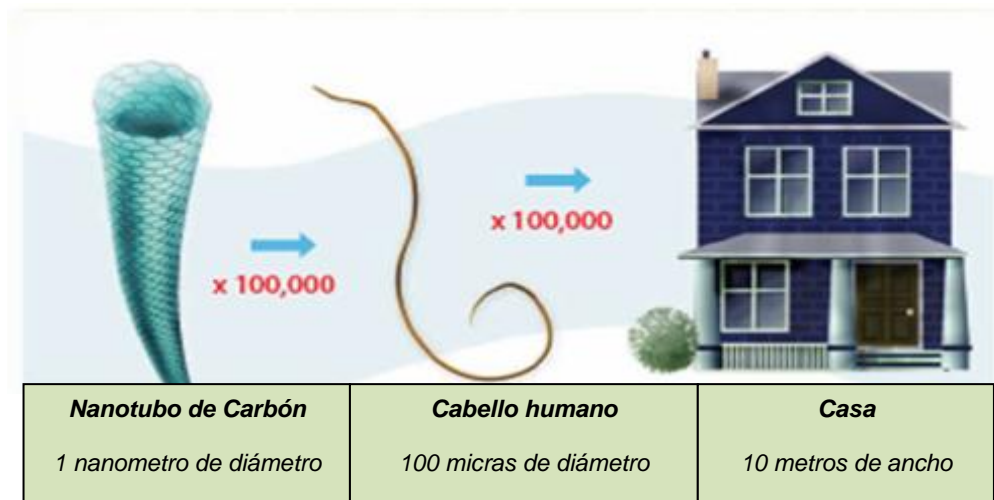 x 100,000
x 100,000
Nanotubo de Carbón
1 nanometro de diámetro
Cabello humano
100 micras de diámetro
Casa
10 metros de ancho